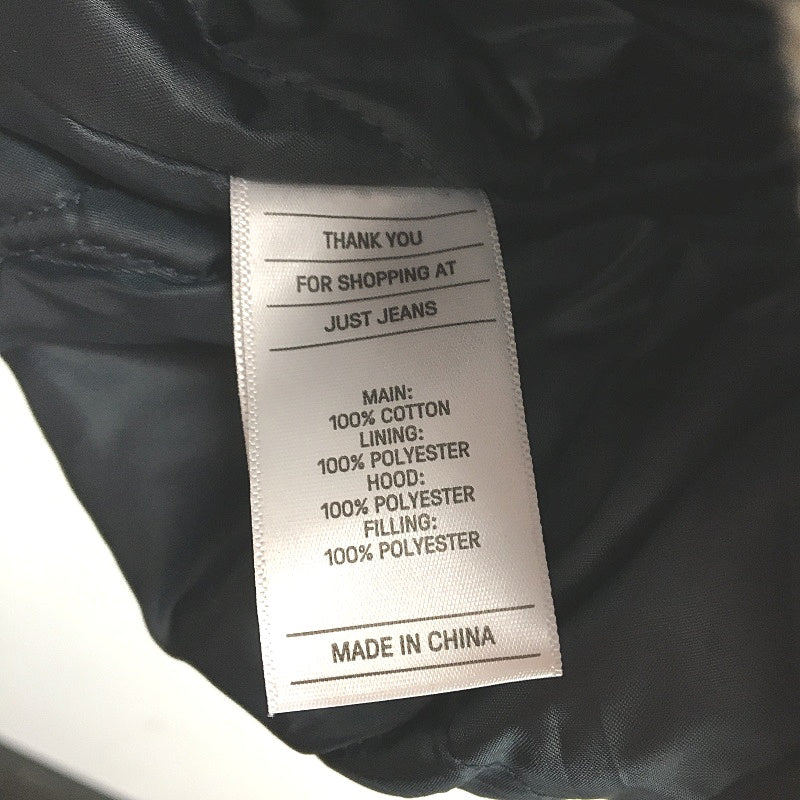 THANK YOU
FOR SHOPPING AT
JUST JEANS
MAIN:
100% COTTON
LINING:
100% POLYESTER
HOOD:
100% POLYESTER
FILLING:
100% POLYESTER
MADE IN CHINA